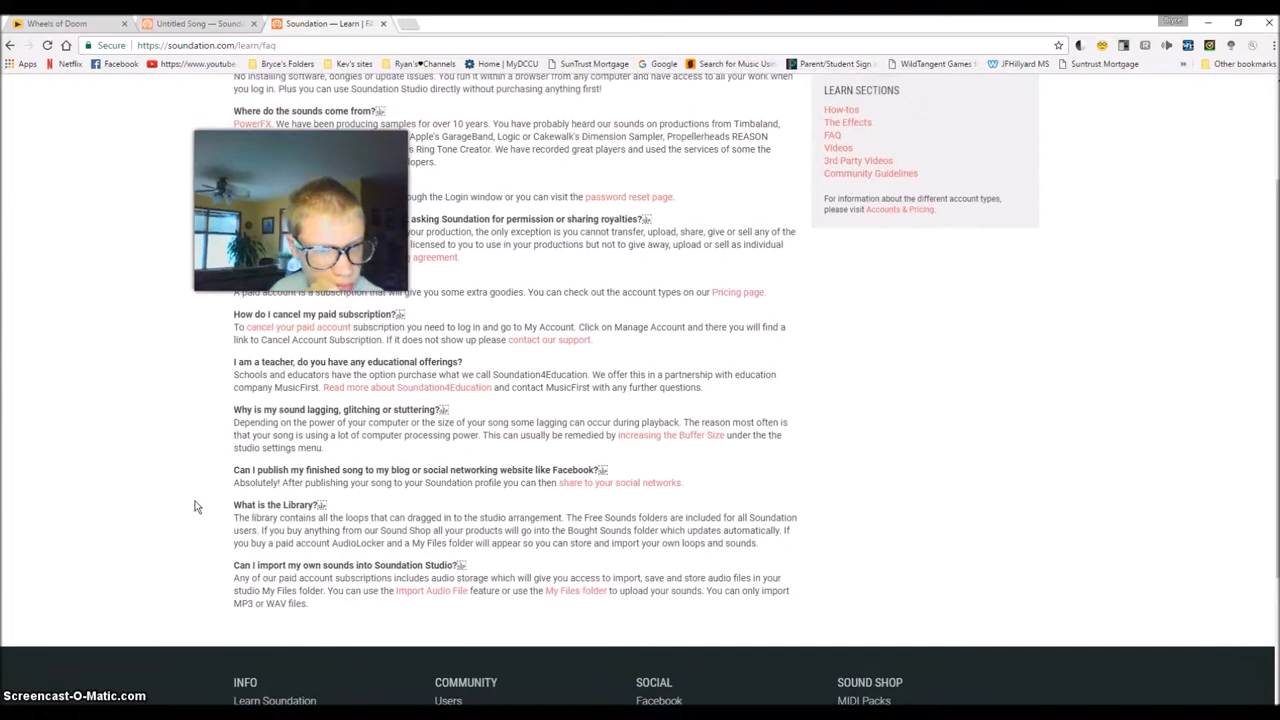 Wheels of Doom
Untitled Song — Sound
Soundation — Learn | FA
Bryce
Secure | https://soundation.com/learn/faq
Apps Netflix Facebook https://www.youtube Bryce's Folders Kev's sites Ryan's♥Channels Home | MyDCCU SunTrust Mortgage Google Search for Music Using Parent/Student Sign i WildTangent Games JFHillyard MS Suntrust Mortgage » Other bookmarks
No installing software, dongles or update issues. You run it within a browser from any computer and have access to all your work
when you log in. Plus you can use Soundation Studio directly without purchasing anything first!
Where do the sounds come from?
PowerFX. We have been producing samples for over 10 years. You have probably heard our sounds on productions from Timbaland,
Apple's GarageBand, Logic or Cakewalk's Dimension Sampler, Propellerheads REASON
s Ring Tone Creator. We have recorded great players and used the services of some the
lopers.
ough the Login window or you can visit the password reset page.
t asking Soundation for permission or sharing royalties?
your production, the only exception is you cannot transfer, upload, share, give or sell any of the
licensed to you to use in your productions but not to give away, upload or sell as individual
g agreement.
A paid account is a subscription that will give you some extra goodies. You can check out the account types on our Pricing page.
How do I cancel my paid subscription?
To cancel your paid account subscription you need to log in and go to My Account. Click on Manage Account and there you will find a
link to Cancel Account Subscription. If it does not show up please contact our support.
I am a teacher, do you have any educational offerings?
Schools and educators have the option purchase what we call Soundation4Education. We offer this in a partnership with education
company MusicFirst. Read more about Soundation4Education and contact MusicFirst with any further questions.
Why is my sound lagging, glitching or stuttering?
Depending on the power of your computer or the size of your song some lagging can occur during playback. The reason most often is
that your song is using a lot of computer processing power. This can usually be remedied by increasing the Buffer Size under the the
studio settings menu.
Can I publish my finished song to my blog or social networking website like Facebook?
Absolutely! After publishing your song to your Soundation profile you can then share to your social networks.
What is the Library?
The library contains all the loops that can dragged in to the studio arrangement. The Free Sounds folders are included for all Soundation
users. If you buy anything from our Sound Shop all your products will go into the Bought Sounds folder which updates automatically. If
you buy a paid account AudioLocker and a My Files folder will appear so you can store and import your own loops and sounds.
Can I import my own sounds into Soundation Studio?
Any of our paid account subscriptions includes audio storage which will give you access to import, save and store audio files in your
studio My Files folder. You can use the Import Audio File feature or use the My Files folder to upload your sounds. You can only import
MP3 or WAV files.
LEARN SECTIONS
How-tos
The Effects
FAQ
Videos
3rd Party Videos
Community Guidelines
For information about the different account types,
please visit Accounts & Pricing.
INFO COMMUNITY SOCIAL SOUND SHOP
Learn Soundation Users Facebook MIDI Packs
Screencast-O-Matic.com